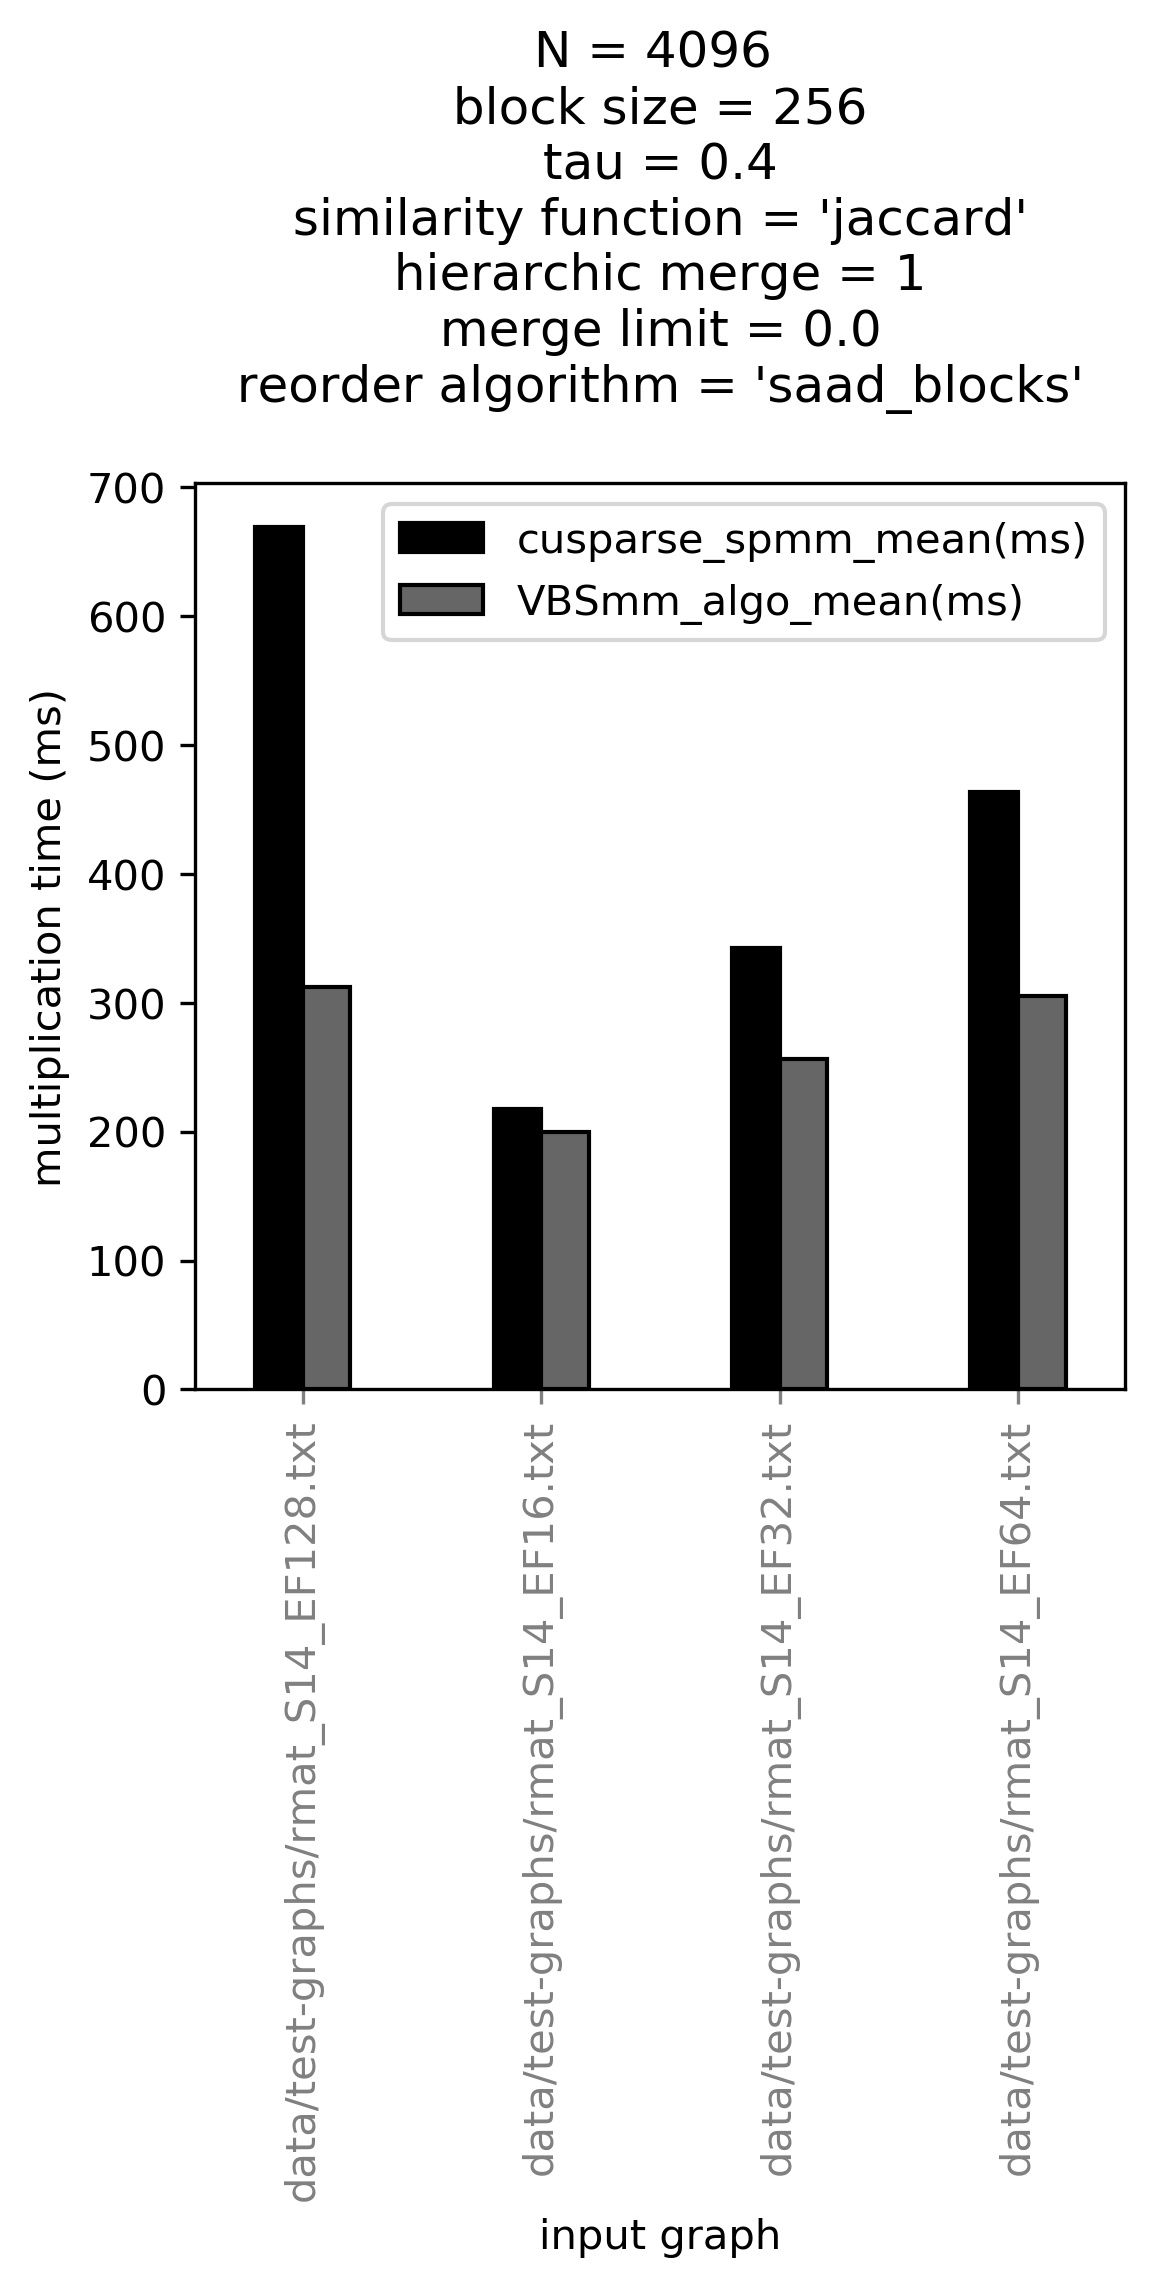 N = 4096
block size = 256
tau = 0.4
similarity function = 'jaccard'
hierarchic merge = 1
merge limit = 0.0
reorder algorithm = 'saad_blocks'
cusparse_spmm_mean(ms)
VBSmm_algo_mean(ms)
multiplication time (ms)
700
600
500
400
300
200
100
0
data/test-graphs/rmat_S14_EF128.txt
data/test-graphs/rmat_S14_EF16.txt
data/test-graphs/rmat_S14_EF32.txt
data/test-graphs/rmat_S14_EF64.txt
input graph